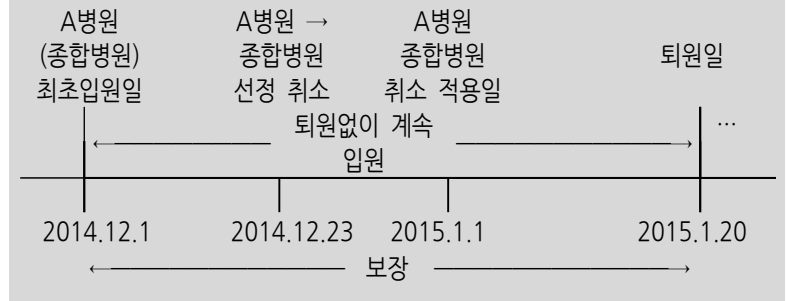 A병원 A병원 → A병원
(종합병원) 종합병원 종합병원 퇴원일
최초입원일 선정 취소 취소 적용일
퇴원없이 계속 …
입원
2014.12.1 2014.12.23 2015.1.1 2015.1.20
보장